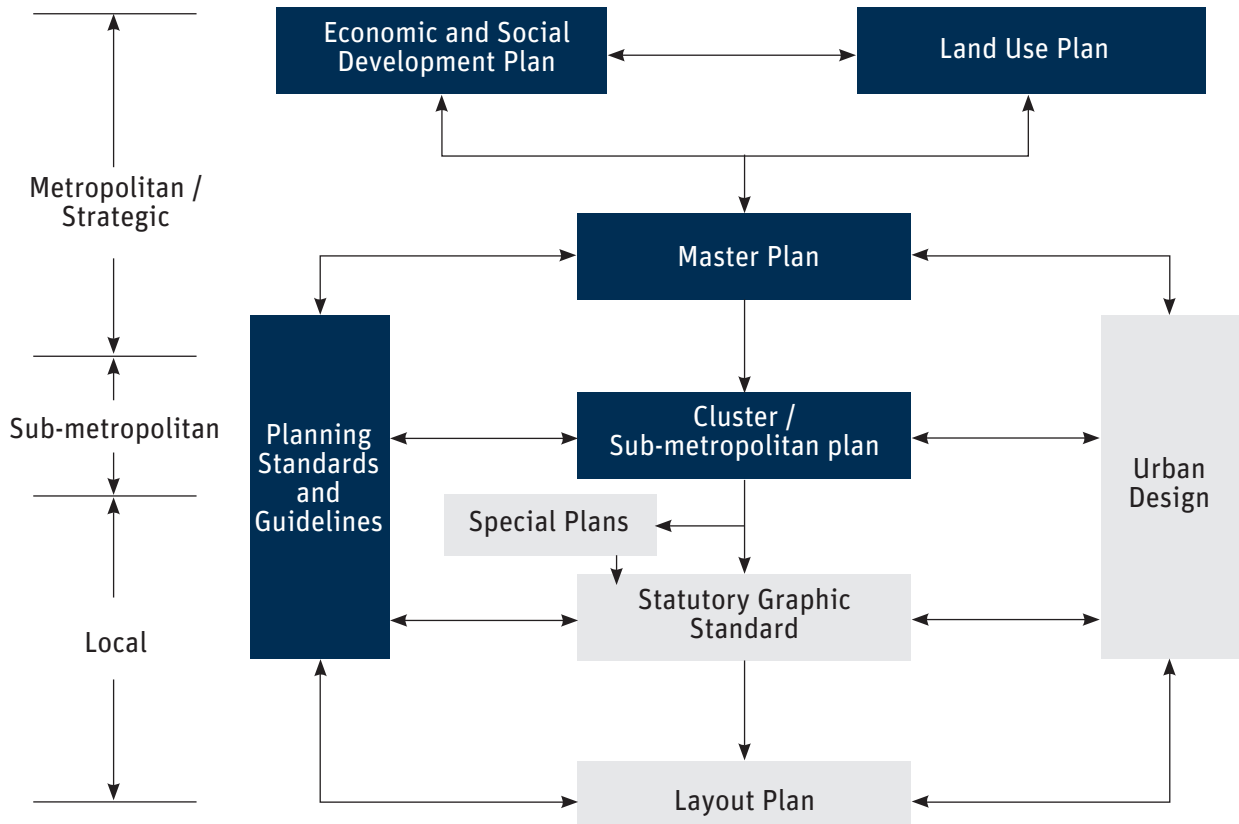 Economic and Social
Development Plan
Land Use Plan
Metropolitan /
Strategic
Master Plan
Sub-metropolitan
Cluster /
Sub-metropolitan plan
Planning
Standards
and
Guidelines
Urban
Design
Special Plans
Statutory Graphic
Standard
Local
Layout Plan